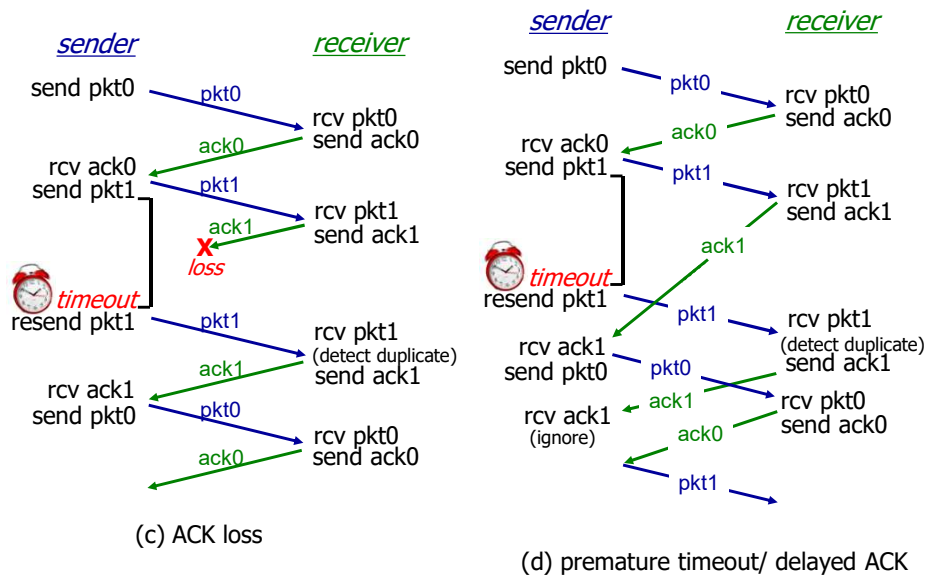 sender
receiver
send pkt0
pkt0
rcv pkt0
send ack0
ack0
rcv ack0
send pkt1
pkt1
rcv pkt1
send ack1
ack1
X
loss
timeout
resend pkt1
pkt1
rcv pkt1
(detect duplicate)
send ack1
ack1
rcv ack1
send pkt0
pkt0
rcv pkt0
send ack0
ack0
(c) ACK loss
sender
receiver
send pkt0
pkt0
rcv pkt0
send ack0
ack0
rcv ack0
send pkt1
pkt1
rcv pkt1
send ack1
ack1
timeout
resend pkt1
pkt1
rcv pkt1
(detect duplicate)
send ack1
rcv ack1
send pkt0
pkt0
ack1
rcv pkt0
send ack0
rcv ack1
(ignore)
ack0
pkt1
(d) premature timeout/ delayed ACK